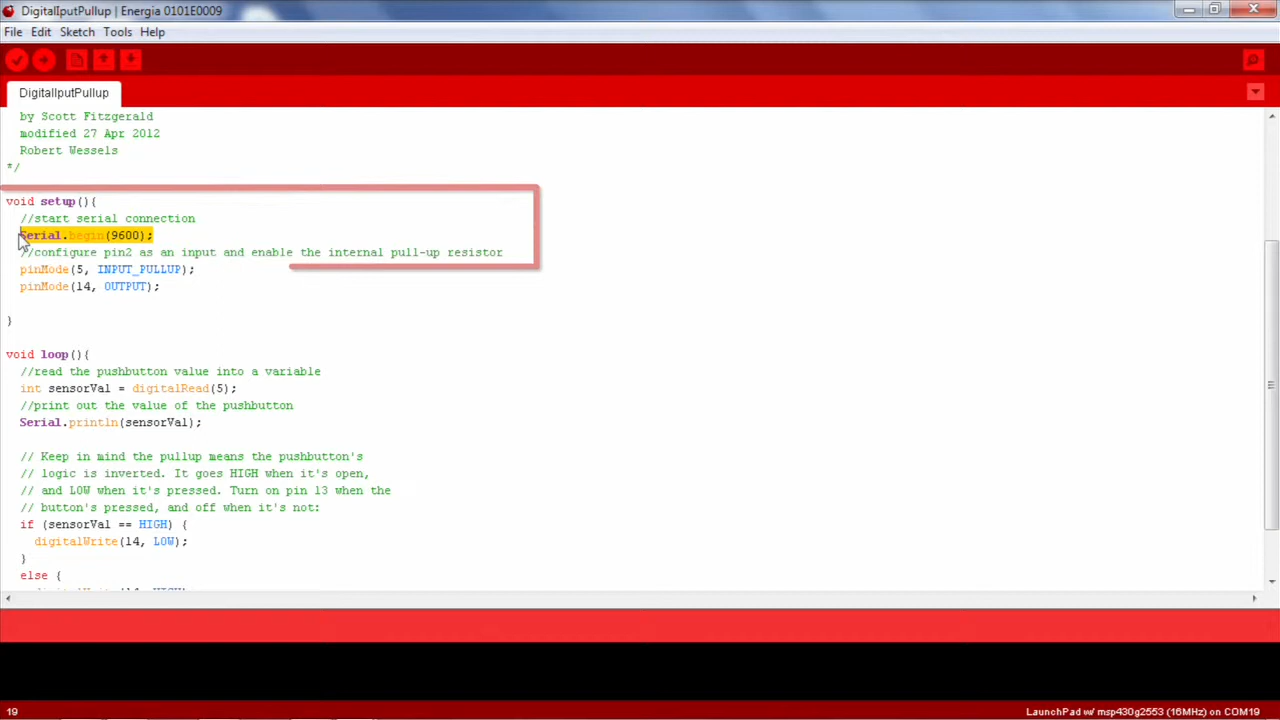 DigitalIputPullup | Energia 0101E0009
File Edit Sketch Tools Help
DigitalIputPullup
by Scott Fitzgerald
modified 27 Apr 2012
Robert Wessels
*/
void setup(){
//start serial connection
Serial.begin(9600);
//configure pin2 as an input and enable the internal pull-up resistor
pinMode(5, INPUT_PULLUP);
pinMode(14, OUTPUT);
}
void loop(){
//read the pushbutton value into a variable
int sensorVal = digitalRead(5);
//print out the value of the pushbutton
Serial.println(sensorVal);
// Keep in mind the pullup means the pushbutton's
// logic is inverted. It goes HIGH when it's open,
// and LOW when it's pressed. Turn on pin 13 when the
// button's pressed, and off when it's not:
if (sensorVal == HIGH) {
digitalWrite(14, LOW);
}
else {
19
LaunchPad w/ msp430g2553 (16MHz) on COM19